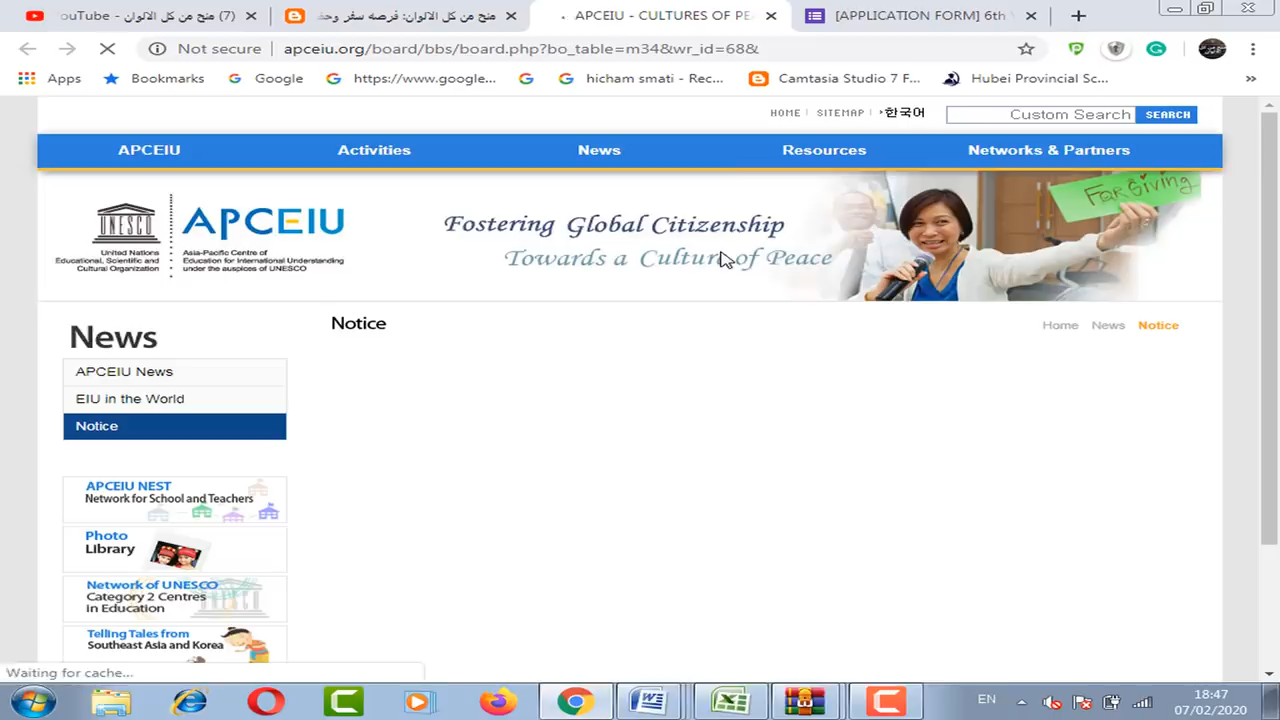 ouTube - منح من كل الالوان (7)
منح من كل الالوان: فرصه سفر وحف
APCEIU - CULTURES OF PE
[APPLICATION FORM] 6th Y
Not secure
apceiu.org/board/bbs/board.php?bo_table=m34&wr_id=68&
Apps
Bookmarks
Google
https://www.gasgle...
hicham smati - Rec...
Camtasia Studio 7 F...
Hubei Provincial Sc...
»
HOME
SITEMAP
한국어
Custom Search
SEARCH
APCEIU
Activities
News
Resources
Networks & Partners
UNESCO
United Nations
Educational, Scientific and
Cultural Organization
APCEIU
Asia-Pacific Centre of
Education for International Understanding
under the auspices of UNESCO
Fostering Global Citizenship
Towards a Culture of Peace
Forgiving
News
APCEIU News
EIU in the World
Notice
Notice
Home News Notice
APCEIU NEST
Network for School and Teachers
Photo
Library
Network of UNESCO
Category 2 Centres
in Education
Telling Tales from
Southeast Asia and Korea
Waiting for cache...
EN
18:47
07/02/2020